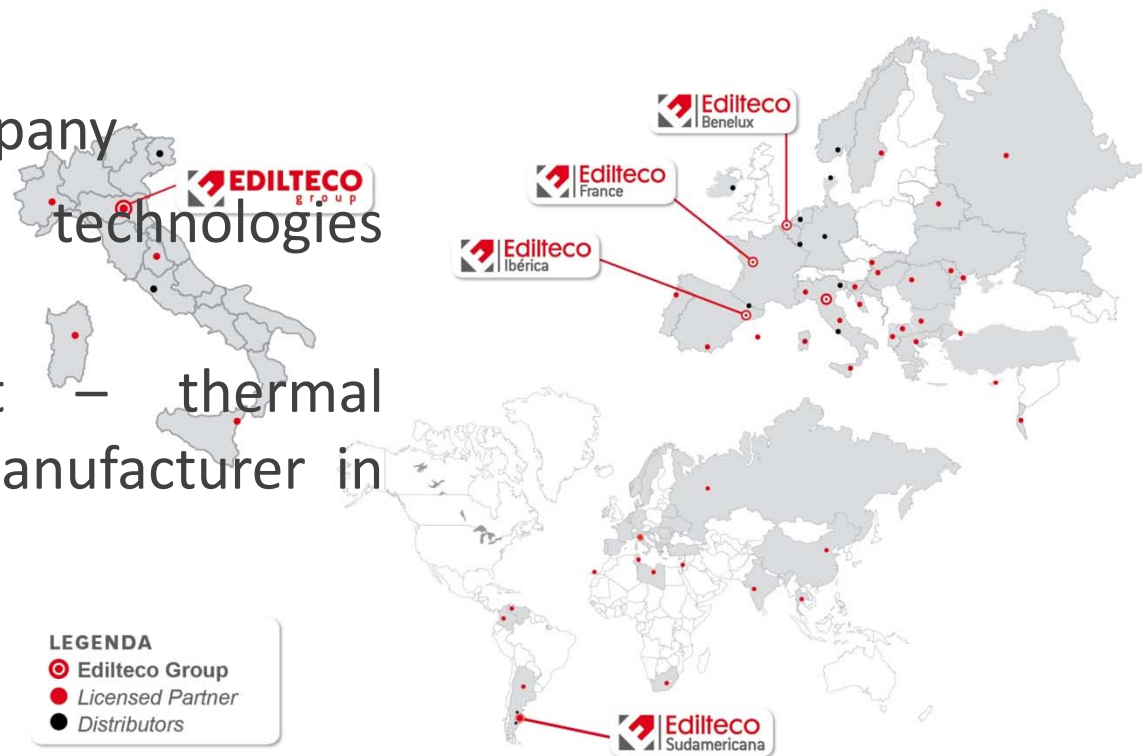 pany
technologies
t – thermal
anufacturer in
EDILTECO
group
Edilteco
Benelux
Edilteco
France
Edilteco
Ibérica
LEGENDA
Edilteco Group
Licensed Partner
Distributors
Edilteco
Sudamericana